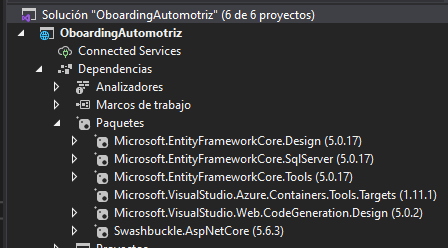 Solución "OboardingAutomotriz" (6 de 6 proyectos)
OboardingAutomotriz
Connected Services
Dependencias
Analizadores
Marcos de trabajo
Paquetes
Microsoft.EntityFrameworkCore.Design (5.0.17)
Microsoft.EntityFrameworkCore.SqlServer (5.0.17)
Microsoft.EntityFrameworkCore.Tools (5.0.17)
Microsoft.VisualStudio.Azure.Containers.Tools.Targets (1.11.1)
Microsoft.VisualStudio.Web.CodeGeneration.Design (5.0.2)
Swashbuckle.AspNetCore (5.6.3)